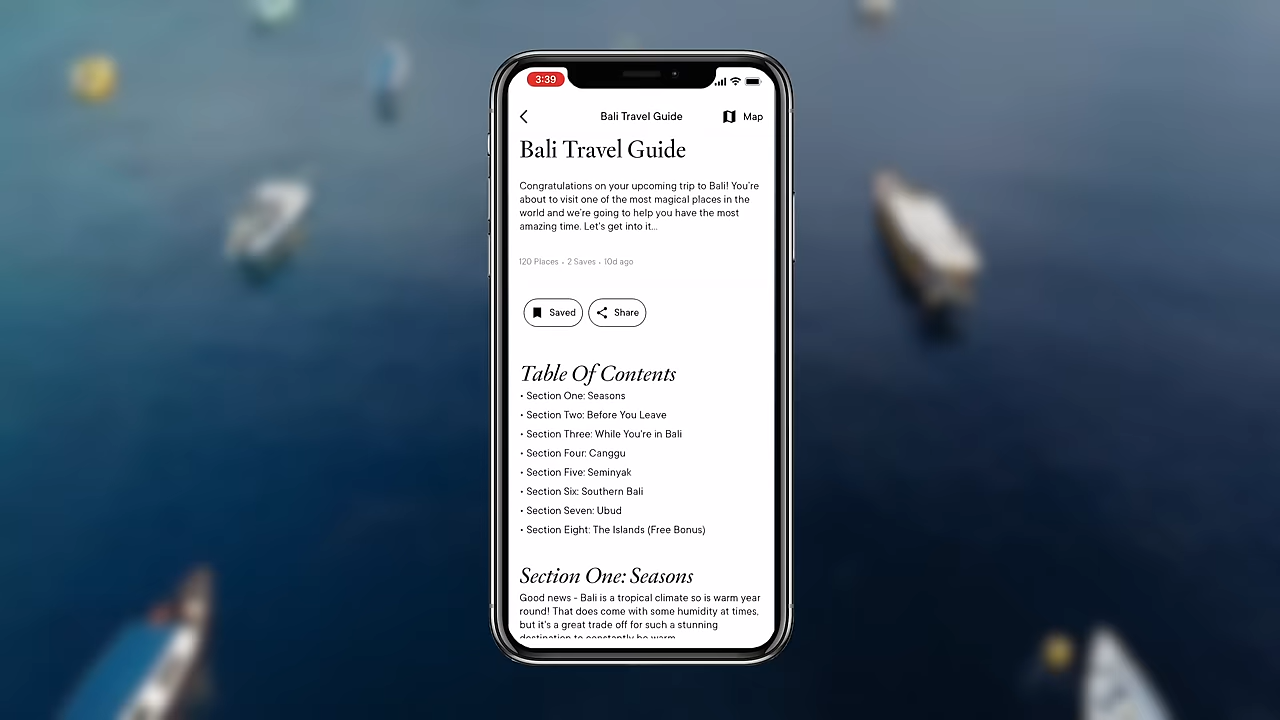 3:39
Bali Travel Guide
Map
Bali Travel Guide
Congratulations on your upcoming trip to Bali! You're
about to visit one of the most magical places in the
world and we're going to help you have the most
amazing time. Let's get into it...
120 Places • 2 Saves • 10d ago
Saved
Share
Table Of Contents
• Section One: Seasons
• Section Two: Before You Leave
• Section Three: While You're in Bali
• Section Four: Canggu
• Section Five: Seminyak
• Section Six: Southern Bali
• Section Seven: Ubud
• Section Eight: The Islands (Free Bonus)
Section One: Seasons
Good news - Bali is a tropical climate so is warm year
round! That does come with some humidity at times,
but it's a great trade off for such a stunning
destination to constantly be warm